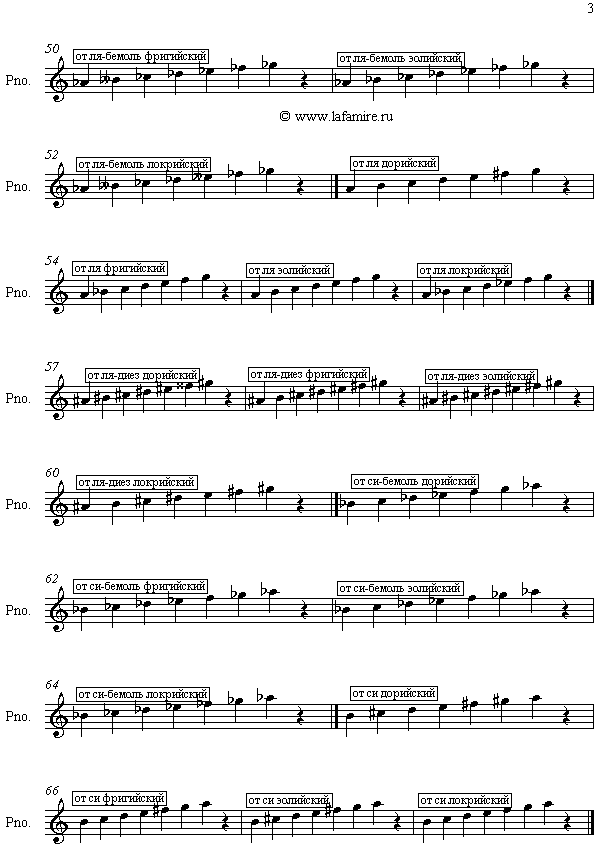 3
50 от ля-бемоль фригийский от ля-бемоль эолийский
Pno.
© www.lafamire.ru
52 от ля-бемоль локрийский от ля дорийский
Pno.
54 от ля фригийский от ля эолийский от ля локрийский
Pno.
57 от ля-диез дорийский от ля-диез фригийский от ля-диез эолийский
Pno.
60 от ля-диез локрийский от си-бемоль дорийский
Pno.
62 от си-бемоль фригийский от си-бемоль эолийский
Pno.
64 от си-бемоль локрийский от си дорийский
Pno.
66 от си фригийский от си эолийский от си локрийский
Pno.